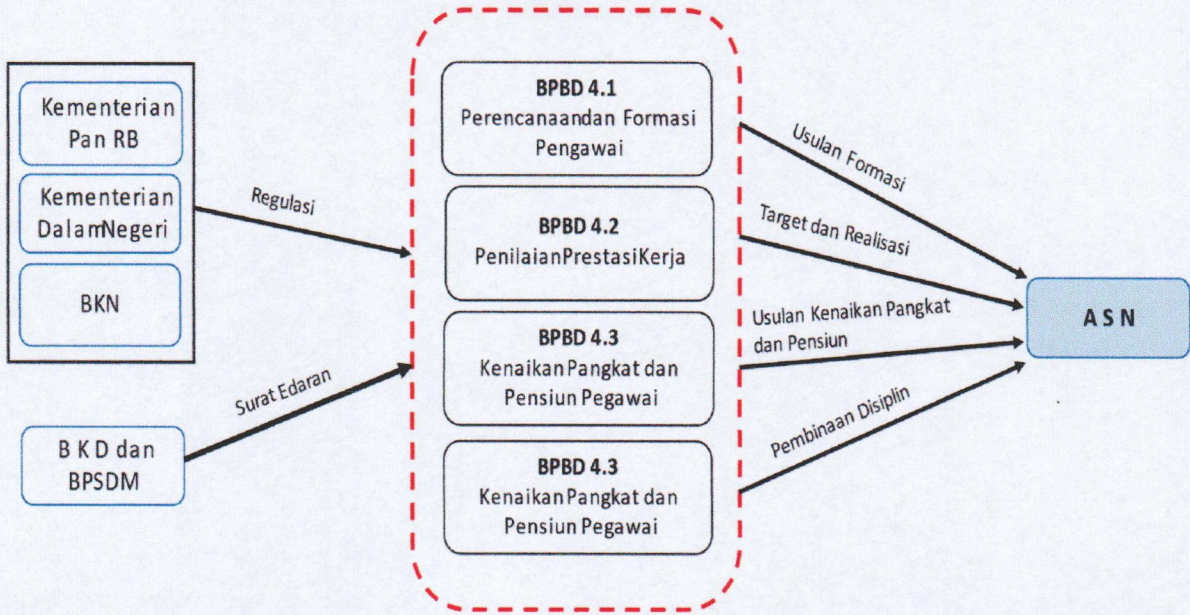 Kementerian
Pan RB
Kementerian
DalamNegeri
BKN
B K D dan
BPSDM
Regulasi
Surat Edaran
BPBD 4.1
Perencanaandan Formasi
Pengawai
BPBD 4.2
PenilaianPrestasiKerja
BPBD 4.3
Kenaikan Pangkat dan
Pensiun Pegawai
BPBD 4.3
Kenaikan Pangkat dan
Pensiun Pegawai
Usulan Formasi
Target dan Realisasi
Usulan Kenaikan Pangkat
dan Pensiun
Pembinaan Disiplin
A S N